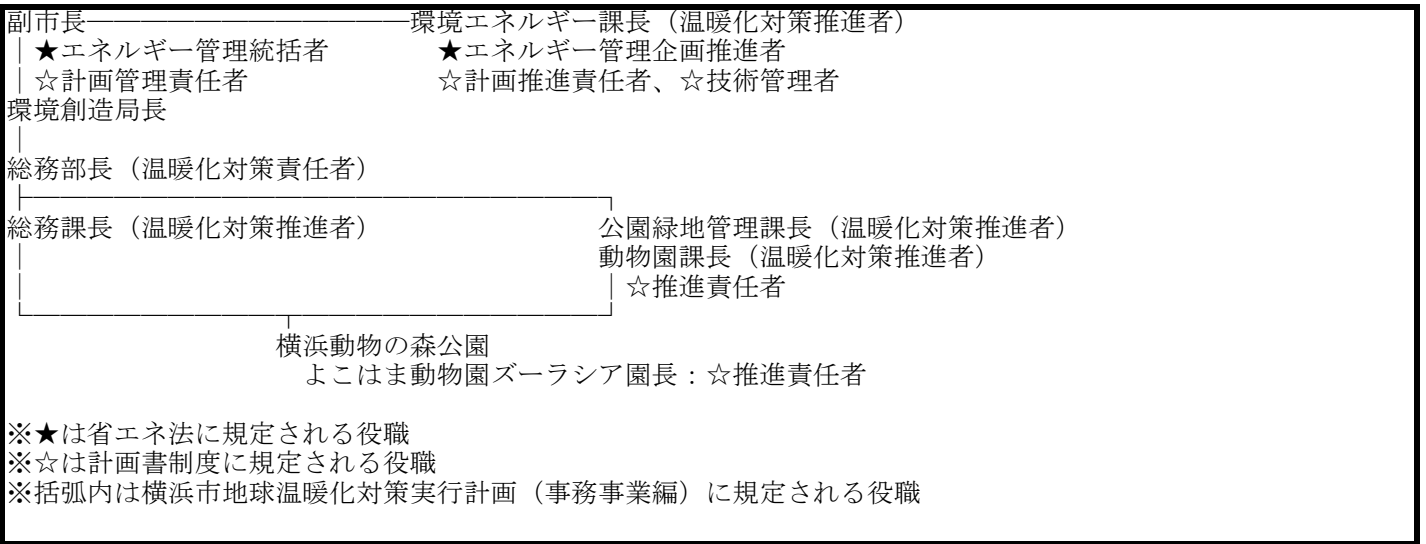 副市長――――――――――――環境エネルギー課長（温暖化対策推進者）
｜★エネルギー管理統括者　　　　★エネルギー管理企画推進者
｜☆計画管理責任者　　　　　　　☆計画推進責任者、☆技術管理者
環境創造局長
｜
総務部長（温暖化対策責任者）
├―――――――――――――――――――――┐
総務課長（温暖化対策推進者）　　　　　　　　公園緑地管理課長（温暖化対策推進者）
｜　　　　　　　　　　　　　　　　　　　　　動物園課長（温暖化対策推進者）
｜　　　　　　　　　　　　　　　　　　　　　｜☆推進責任者
└―――――――――┬―――――――――――┘
横浜動物の森公園
よこはま動物園ズーラシア園長：☆推進責任者
※★は省エネ法に規定される役職
※☆は計画書制度に規定される役職
※括弧内は横浜市地球温暖化対策実行計画（事務事業編）に規定される役職